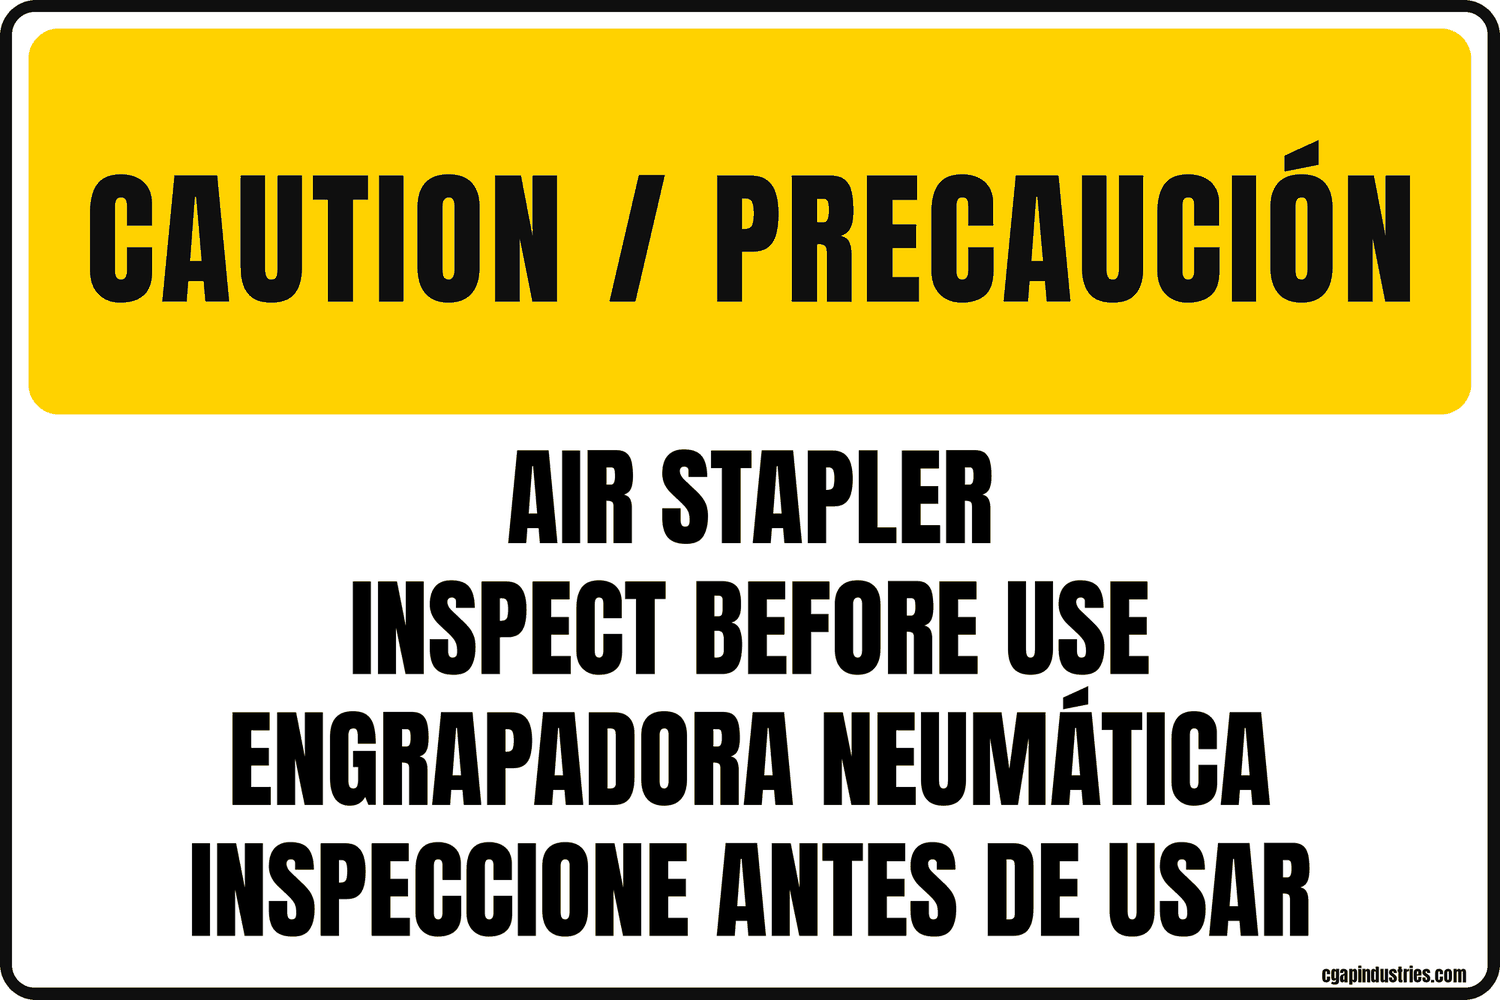 CAUTION / PRECAUCIÓN
AIR STAPLER
INSPECT BEFORE USE
ENGRAPADORA NEUMÁTICA
INSPECCIONE ANTES DE USAR
cgapindustries.com